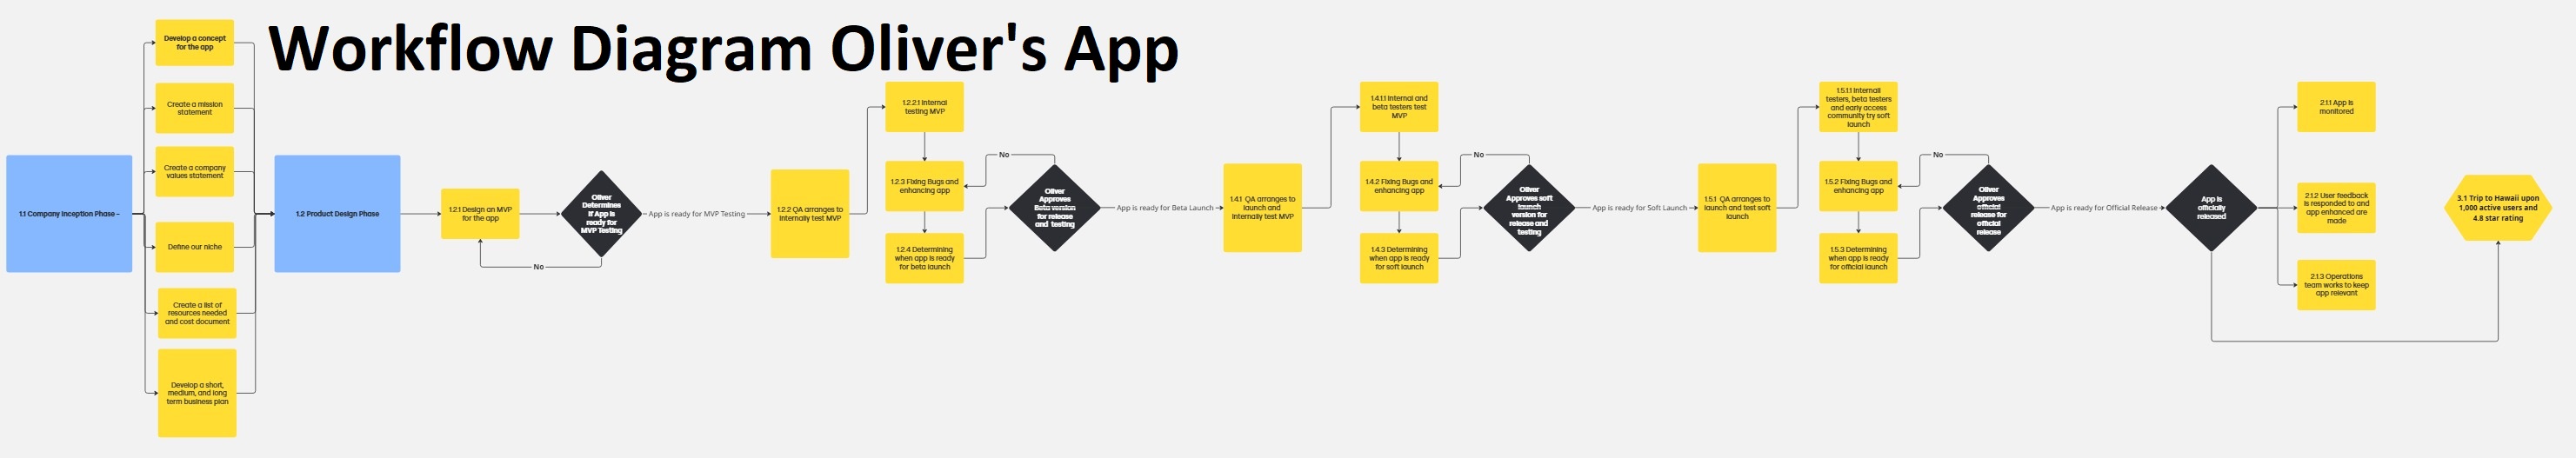 Workflow Diagram Oliver's App
1.1 Company Inception Phase –
Develop a concept
for the app
Create a mission
statement
Create a company
values statement
Define our niche
Create a list of
resources needed
and cost document
Develop a short,
medium, and long
term business plan
1.2 Product Design Phase
1.2.1 Design an MVP
for the app
Oliver
Determines
if App is
ready for
MVP Testing
No
App is ready for MVP Testing
1.2.2 QA arranges to
internally test MVP
1.2.2.1 Internal
testing MVP
1.2.3 Fixing Bugs and
enhancing app
1.2.4 Determining
when app is ready
for beta launch
No
Oliver
Approves
Beta version
for release
and testing
App is ready for Beta Launch
1.4.1 QA arranges to
launch and
internally test MVP
1.4.1.1 Internal and
beta testers test
MVP
1.4.2 Fixing Bugs and
enhancing app
1.4.3 Determining
when app is ready
for soft launch
No
Oliver
Approves soft
launch
version for
release and
testing
App is ready for Soft Launch
1.5.1 QA arranges to
launch and test soft
launch
1.5.1.1 Internall
testers, beta testers
and early access
community try soft
launch
1.5.2 Fixing Bugs and
enhancing app
1.5.3 Determining
when app is ready
for official launch
No
Oliver
Approves
official
release for
official
release
App is ready for Official Release
App is
officially
released
2.1.1 App is
monitored
2.1.2 User feedback
is responded to and
app enhanced are
made
2.1.3 Operations
team works to keep
app relevant
3.1 Trip to Hawaii upon
1,000 active users and
4.8 star rating